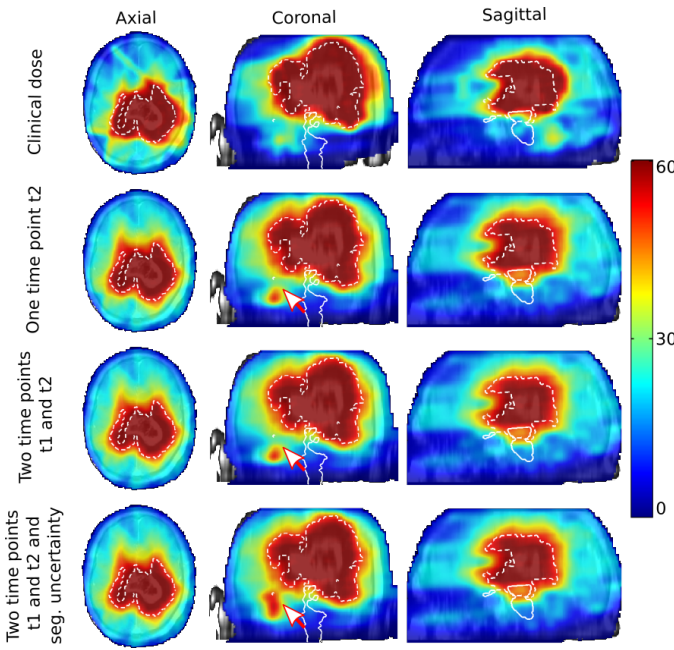 Axial
Coronal
Sagittal
Clinical dose
One time point t2
Two time points
t1 and t2
Two time points
t1 and t2 and
seg. uncertainty
60
30
0